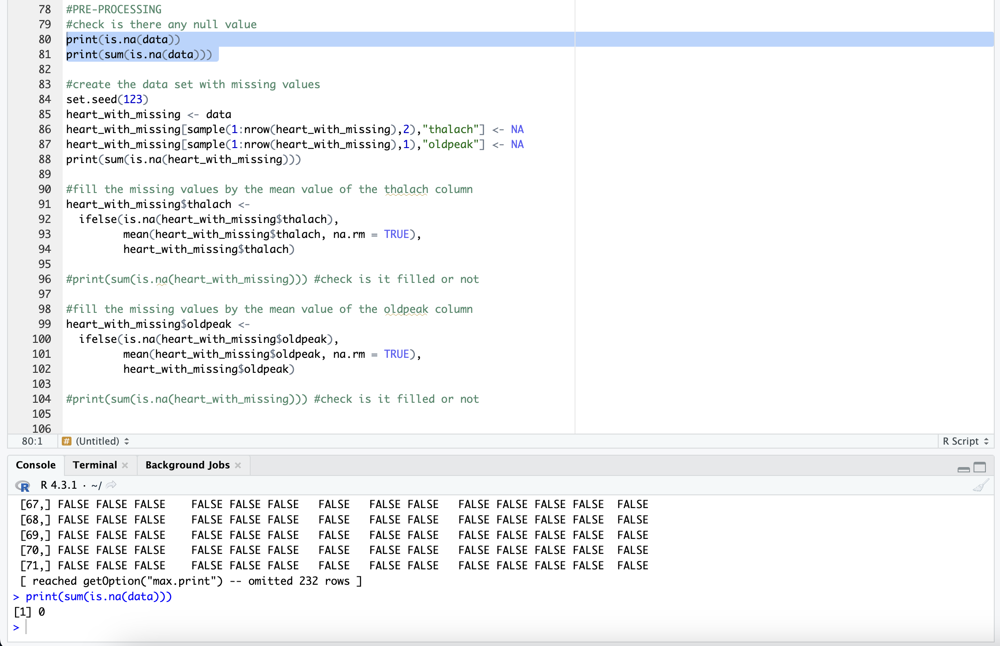 78 #PRE-PROCESSING
79 #check is there any null value
80 print(is.na(data))
81 print(sum(is.na(data)))
82
83 #create the data set with missing values
84 set.seed(123)
85 heart_with_missing <- data
86 heart_with_missing[sample(1:nrow(heart_with_missing),2),"thalach"] <- NA
87 heart_with_missing[sample(1:nrow(heart_with_missing),1),"oldpeak"] <- NA
88 print(sum(is.na(heart_with_missing)))
89
90 #fill the missing values by the mean value of the thalach column
91 heart_with_missing$thalach <-
92   ifelse(is.na(heart_with_missing$thalach),
93          mean(heart_with_missing$thalach, na.rm = TRUE),
94          heart_with_missing$thalach)
95
96 #print(sum(is.na(heart_with_missing))) #check is it filled or not
97
98 #fill the missing values by the mean value of the oldpeak column
99 heart_with_missing$oldpeak <-
100   ifelse(is.na(heart_with_missing$oldpeak),
101          mean(heart_with_missing$oldpeak, na.rm = TRUE),
102          heart_with_missing$oldpeak)
103
104 #print(sum(is.na(heart_with_missing))) #check is it filled or not
105
106
80:1 # (Untitled) R Script
Console Terminal Background Jobs
R R 4.3.1 · ~/
[67,] FALSE FALSE FALSE    FALSE FALSE FALSE   FALSE   FALSE FALSE   FALSE FALSE FALSE FALSE  FALSE
[68,] FALSE FALSE FALSE    FALSE FALSE FALSE   FALSE   FALSE FALSE   FALSE FALSE FALSE FALSE  FALSE
[69,] FALSE FALSE FALSE    FALSE FALSE FALSE   FALSE   FALSE FALSE   FALSE FALSE FALSE FALSE  FALSE
[70,] FALSE FALSE FALSE    FALSE FALSE FALSE   FALSE   FALSE FALSE   FALSE FALSE FALSE FALSE  FALSE
[71,] FALSE FALSE FALSE    FALSE FALSE FALSE   FALSE   FALSE FALSE   FALSE FALSE FALSE FALSE  FALSE
[ reached getOption("max.print") -- omitted 232 rows ]
> print(sum(is.na(data)))
[1] 0
>